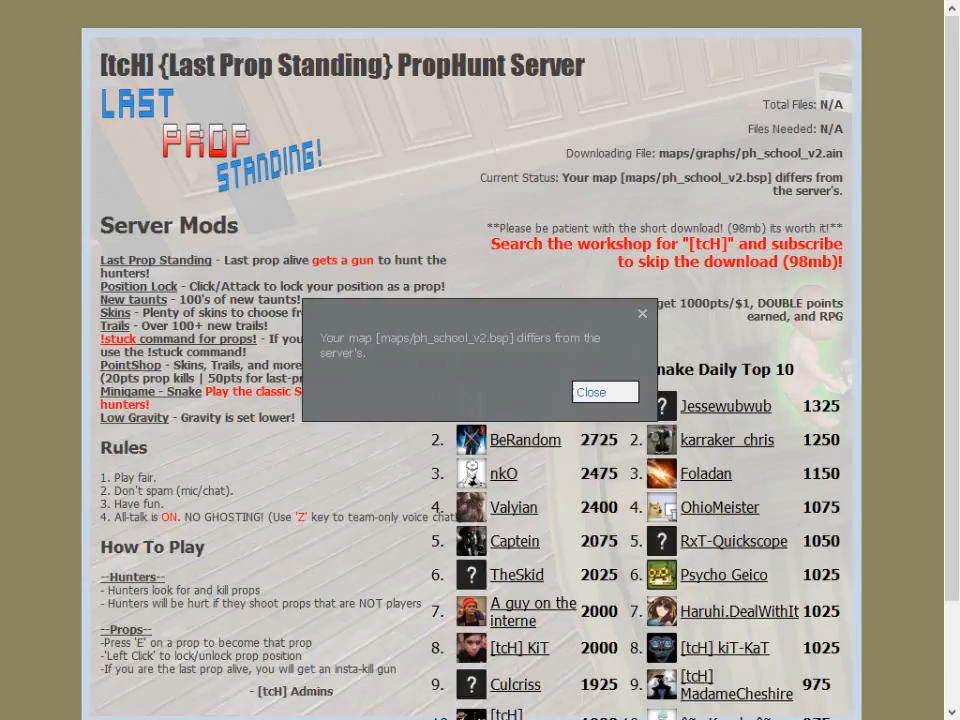 [tcH] {Last Prop Standing} PropHunt Server
LAST
PROP
STANDING!
Total Files: N/A
Files Needed: N/A
Downloading File: maps/graphs/ph_school_v2.ain
Current Status: Your map [maps/ph_school_v2.bsp] differs from
the server's.
Server Mods
Last Prop Standing - Last prop alive gets a gun to hunt the
hunters!
Position Lock - Click/Attack to lock your position as a prop!
New taunts - 100's of new taunts!
Skins - Plenty of skins to choose
Trails - Over 100+ new trails!
!stuck command for props! - If you
use the !stuck command!
PointShop - Skins, Trails, and more
(20pts prop kills | 50pts for last-pr
Minigame - Snake Play the classic S
hunters!
Low Gravity - Gravity is set lower!
Rules
1. Play fair.
2. Don't spam (mic/chat).
3. Have fun.
4. All-talk is ON. NO GHOSTING! (Use 'Z' key to team-only voice chat
How To Play
--Hunters--
- Hunters look for and kill props
- Hunters will be hurt if they shoot props that are NOT players
--Props--
-Press 'E' on a prop to become that prop
-'Left Click' to lock/unlock prop position
-If you are the last prop alive, you will get an insta-kill gun
- [tcH] Admins
**Please be patient with the short download! (98mb) its worth it!**
Search the workshop for "[tcH]" and subscribe
to skip the download (98mb)!
get 1000pts/$1, DOUBLE points
earned, and RPG
Your map [maps/ph_school_v2.bsp] differs from the
server's.
Close
nake Daily Top 10
2. BeRandom 2725
3. nkO 2475
4. Valyian 2400
5. Captein 2075
6. TheSkid 2025
7. A guy on the
interne 2000
8. [tcH] KiT 2000
9. Culcriss 1925
[tcH]
Jessewubwub 1325
2. karraker_chris 1250
3. Foladan 1150
4. OhioMeister 1075
5. RxT-Quickscope 1050
6. Psycho Geico 1025
7. Haruhi.DealWithIt 1025
8. [tcH] kiT-KaT 1025
9. [tcH]
MadameCheshire 975